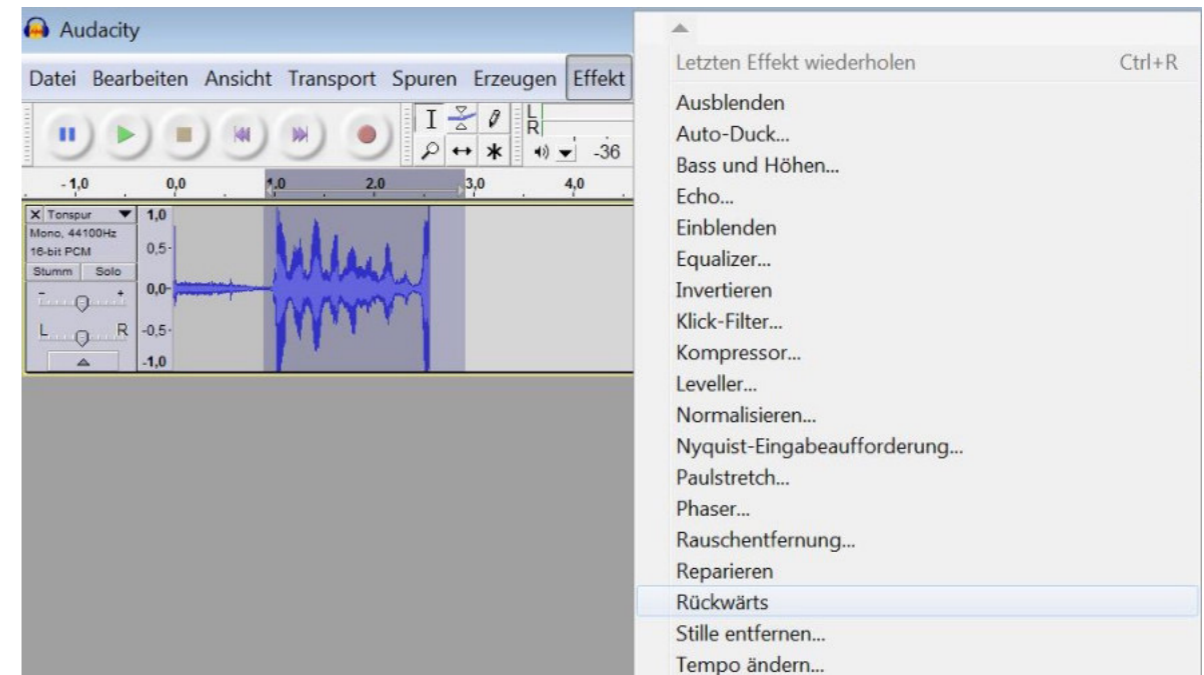 Audacity
Datei Bearbeiten Ansicht Transport Spuren Erzeugen Effekt
L
R
-36
-1,0 0,0 1,0 2,0 3,0 4,0
X Tonspur
Mono, 44100Hz
16-bit PCM
Stumm Solo
- +
L R
1,0
0,5-
0,0-
-0,5-
-1,0
Letzten Effekt wiederholen Ctrl+R
Ausblenden
Auto-Duck...
Bass und Höhen...
Echo...
Einblenden
Equalizer...
Invertieren
Klick-Filter...
Kompressor...
Leveller...
Normalisieren...
Nyquist-Eingabeaufforderung...
Paulstretch...
Phaser...
Rauschentfernung...
Reparieren
Rückwärts
Stille entfernen...
Tempo ändern...